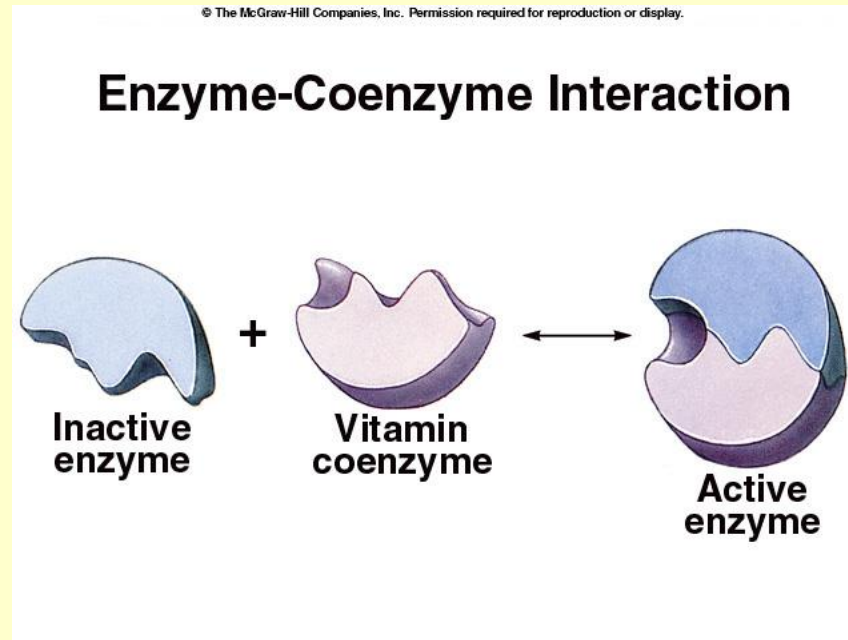 © The McGraw-Hill Companies, Inc. Permission required for reproduction or display.
Enzyme-Coenzyme Interaction
+
Inactive
enzyme
Vitamin
coenzyme
Active
enzyme